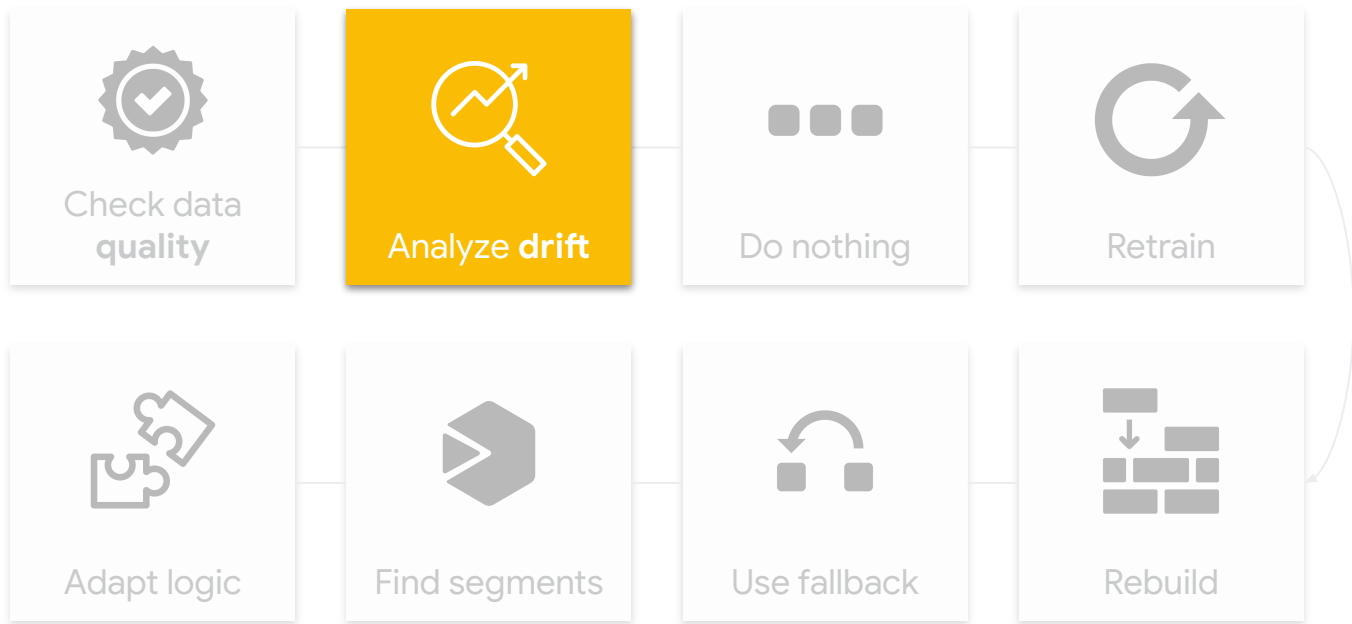 Check data
quality
Analyze drift
Do nothing
Retrain
Adapt logic
Find segments
Use fallback
Rebuild